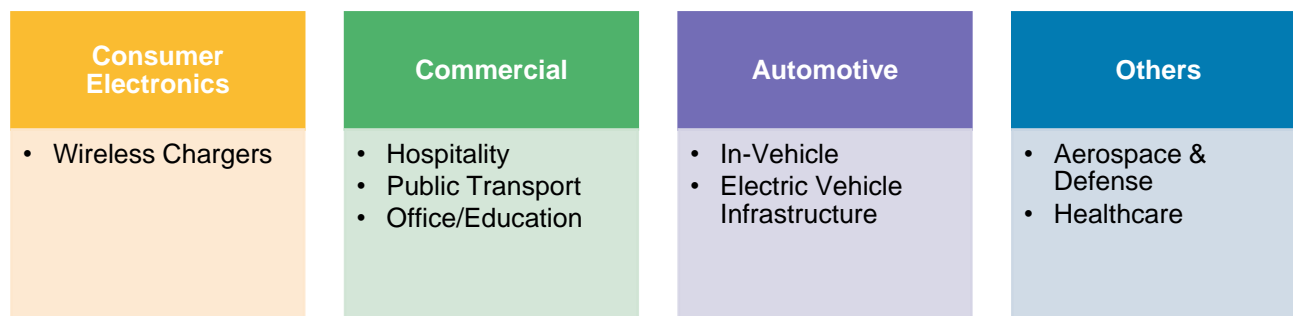 Consumer
Electronics
• Wireless Chargers
Commercial
• Hospitality
• Public Transport
• Office/Education
Automotive
• In-Vehicle
• Electric Vehicle
Infrastructure
Others
• Aerospace &
Defense
• Healthcare